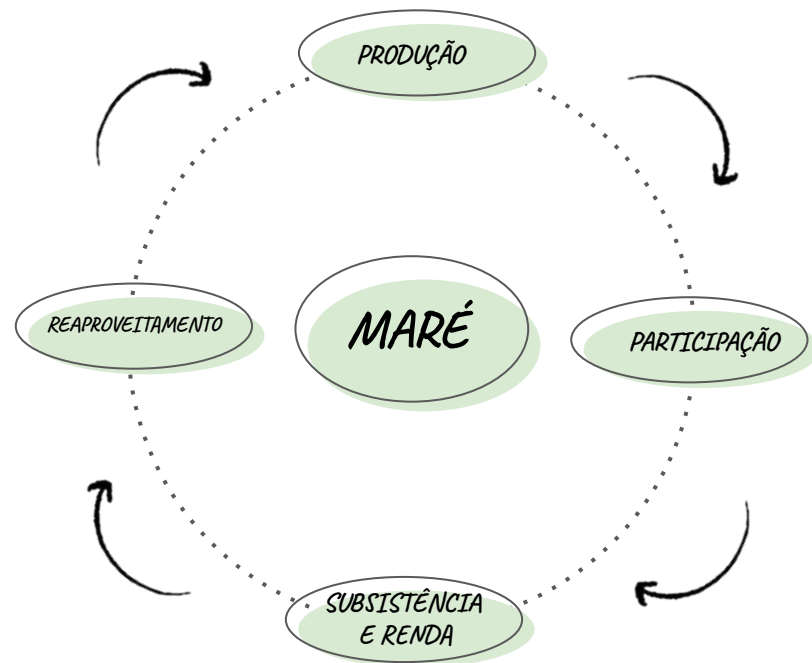 PRODUÇÃO
REAPROVEITAMENTO
MARÉ
PARTICIPAÇÃO
SUBSISTÊNCIA
E RENDA